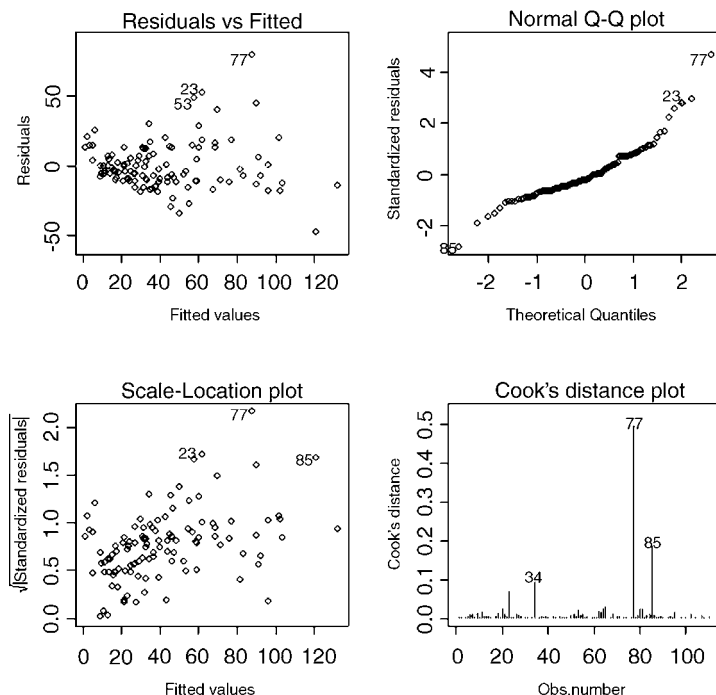 Residuals vs Fitted
Residuals
50
0
-50
77
23
53
0 20 40 60 80 100 120
Fitted values
Normal Q-Q plot
Standardized residuals
4
2
0
-2
77
23
85
-2 -1 0 1 2
Theoretical Quantiles
Scale-Location plot
√|Standardized residuals|
2.0
1.5
1.0
0.5
0.0
77
23
85
0 20 40 60 80 100 120
Fitted values
Cook's distance plot
Cook's distance
0.5
0.4
0.3
0.2
0.1
0.0
77
85
34
0 20 40 60 80 100
Obs.number